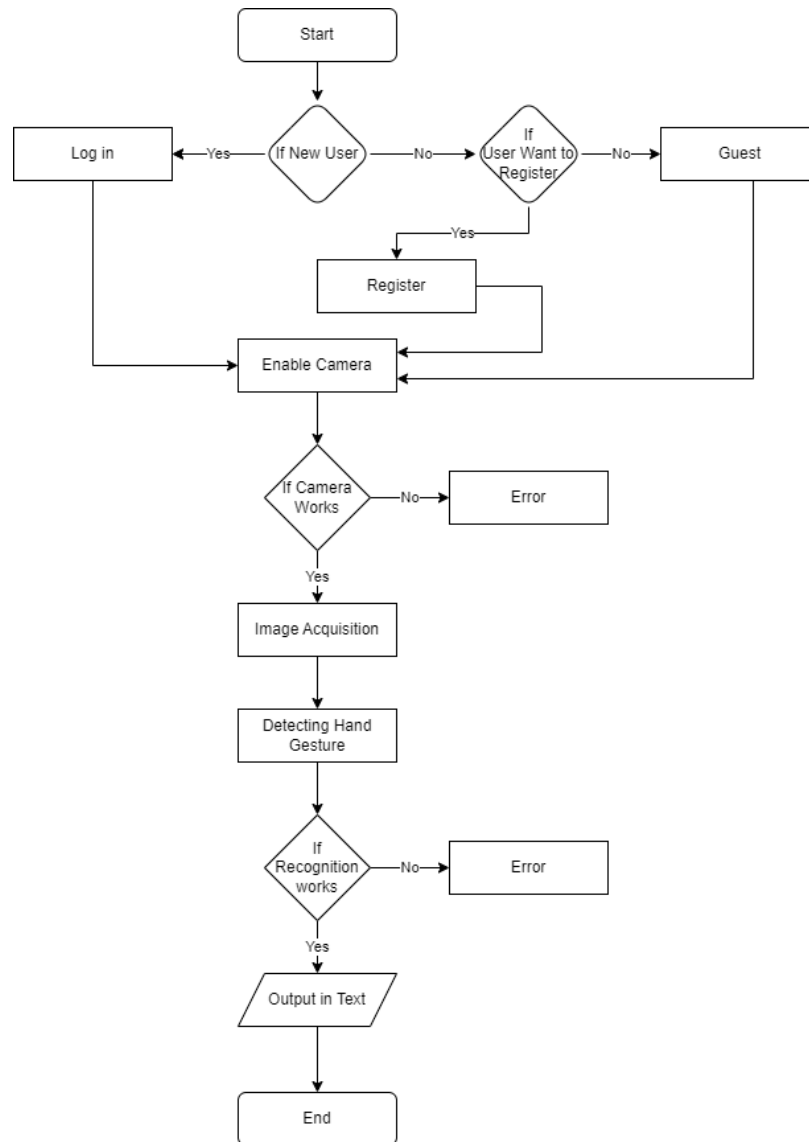 Start
Log in
Yes
If New User
No
If
User Want to
Register
No
Guest
Yes
Register
Enable Camera
If Camera
Works
No
Error
Yes
Image Acquisition
Detecting Hand
Gesture
If
Recognition
works
No
Error
Yes
Output in Text
End